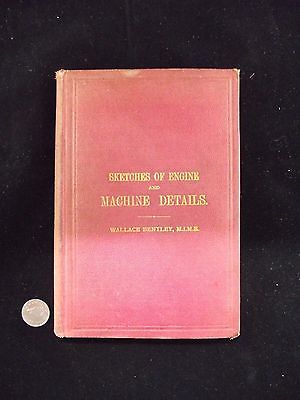 SKETCHES OF ENGINE
AND
MACHINE DETAILS.
WALLACE BENTLEY, M.I.M.E.